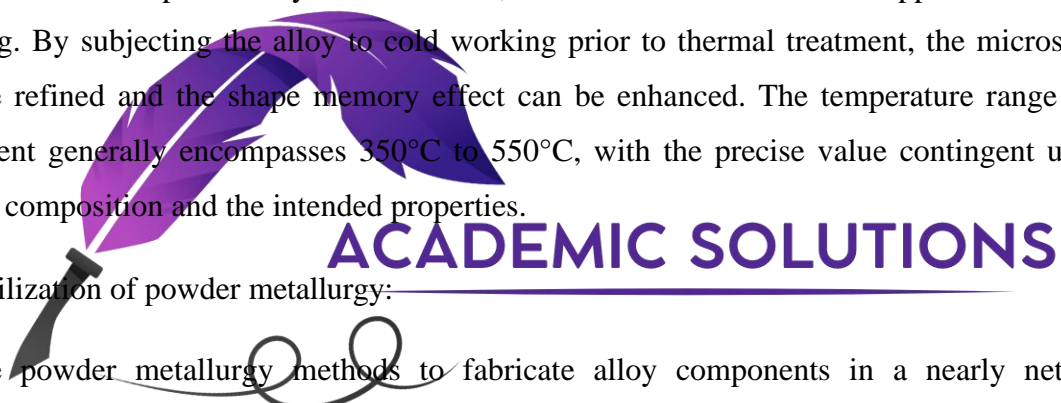 g. By subjecting the alloy to cold working prior to thermal treatment, the micros
refined and the shape memory effect can be enhanced. The temperature range
ent generally encompasses 350°C to 550°C, with the precise value contingent u
composition and the intended properties.
ACADEMIC SOLUTIONS
ilization of powder metallurgy:
powder metallurgy methods to fabricate alloy components in a nearly net